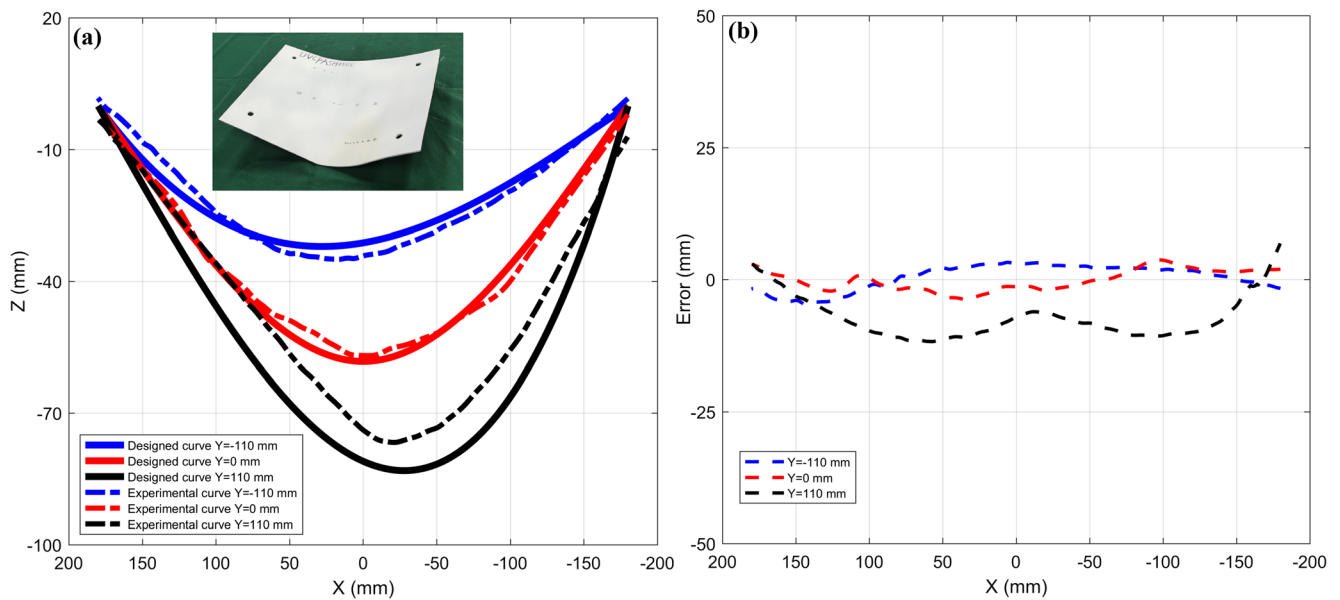 (a)
20
-10
-40
-70
-100
Z (mm)
200
150
100
50
0
-50
-100
-150
-200
X (mm)
Designed curve Y=-110 mm
Designed curve Y=0 mm
Designed curve Y=110 mm
Experimental curve Y=-110 mm
Experimental curve Y=0 mm
Experimental curve Y=110 mm
(b)
50
25
0
-25
-50
Error (mm)
200
150
100
50
0
-50
-100
-150
-200
X (mm)
Y=-110 mm
Y=0 mm
Y=110 mm